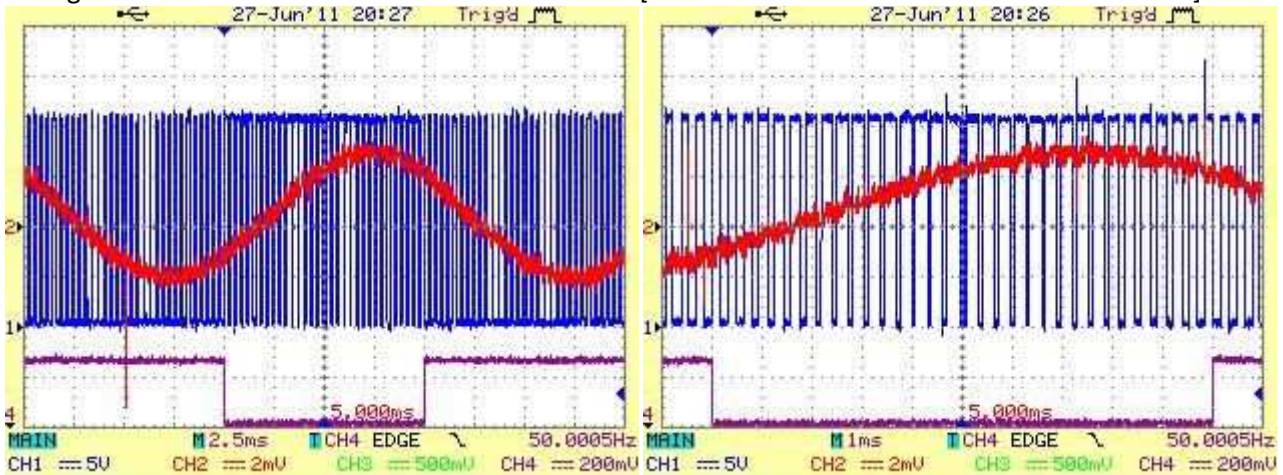 27-Jun'11 20:27 Trig'd
2
1
4
5.000ms
MAIN M 2.5ms T CH4 EDGE 50.0005Hz
CH1 5V CH2 2mV CH3 500mV CH4 200mV
27-Jun'11 20:26 Trig'd
2
1
4
5.000ms
MAIN M 1ms T CH4 EDGE 50.0005Hz
CH1 5V CH2 2mV CH3 500mV CH4 200mV